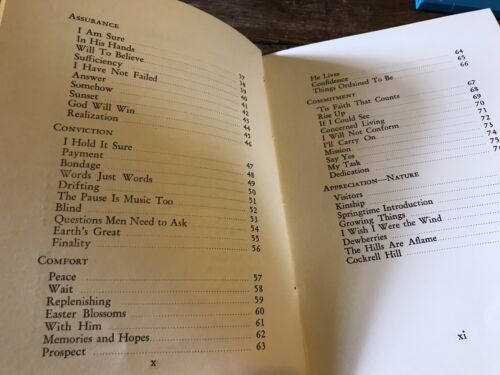 ASSURANCE
I Am Sure 37
In His Hands 38
Will To Believe 39
Sufficiency 40
I Have Not Failed 41
Answer 42
Somehow 43
Sunset 44
God Will Win 45
Realization 46
CONVICTION
I Hold It Sure 47
Payment 48
Bondage 49
Words Just Words 50
Drifting 51
The Pause Is Music Too 52
Blind 53
Questions Men Need to Ask 54
Earth's Great 55
Finality 56
COMFORT
Peace 57
Wait 58
Replenishing 59
Easter Blossoms 60
With Him 61
Memories and Hopes 62
Prospect 63
x
He Lives 64
Confidence 65
Things Ordained To Be 66
COMMITMENT
'Tis Faith That Counts 67
Rise Up 68
If I Could See 69
Concerned Living 70
I Will Not Conform 71
I'll Carry On 72
Mission 73
Say Yes 74
My Task 75
Dedication
APPRECIATION—NATURE
Visitors
Kinship
Springtime Introduction
Growing Things
I Wish I Were the Wind
Dewberries
The Hills Are Aflame
Cockrell Hill
xi